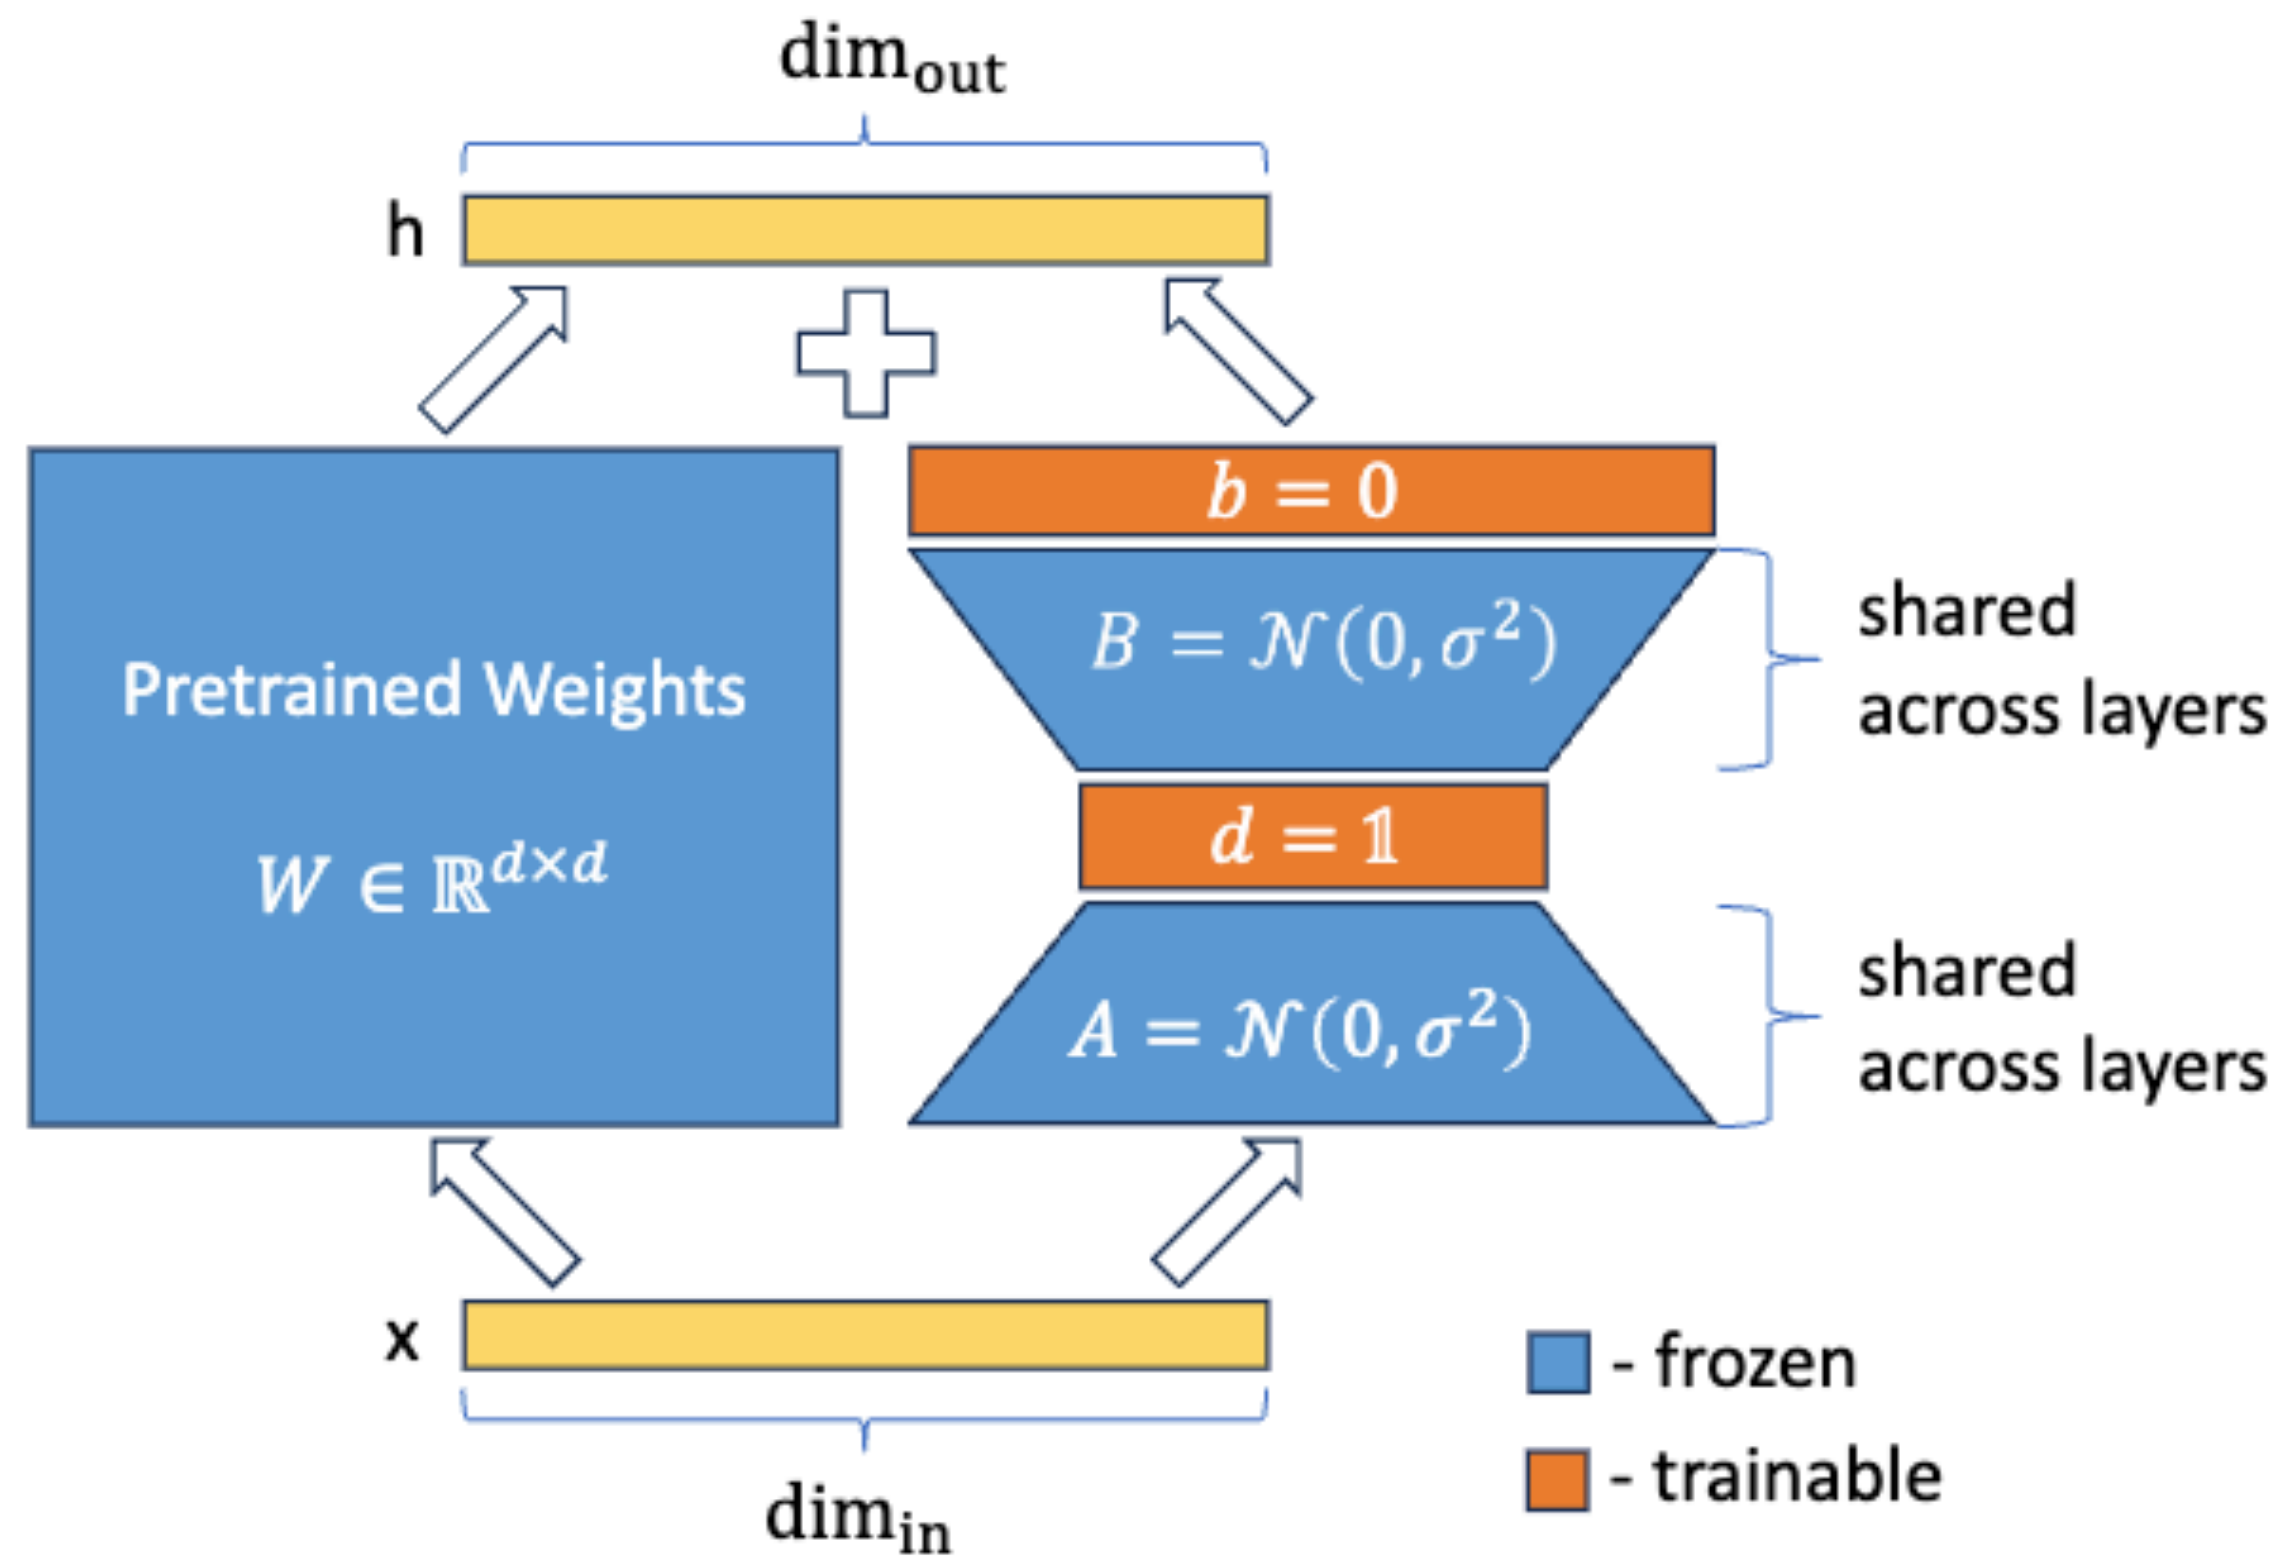 dim_out
h
b = 0
B = 𝒩(0, σ²)
shared
across layers
Pretrained Weights
W ∈ ℝ^{d×d}
d = 𝟙
A = 𝒩(0, σ²)
shared
across layers
x
dim_in
- frozen
- trainable